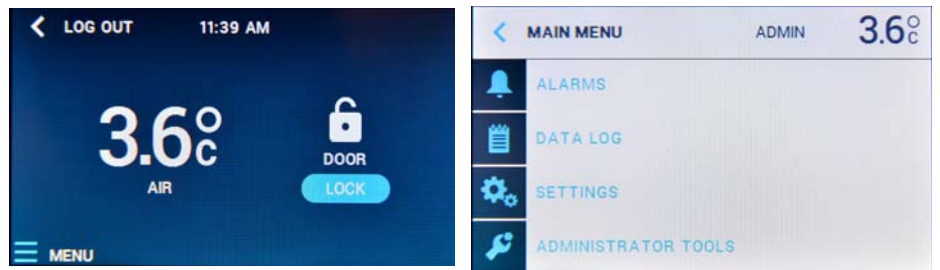 LOG OUT 11:39 AM
3.6°C
AIR
DOOR
LOCK
MENU
MAIN MENU ADMIN 3.6°C
ALARMS
DATA LOG
SETTINGS
ADMINISTRATOR TOOLS